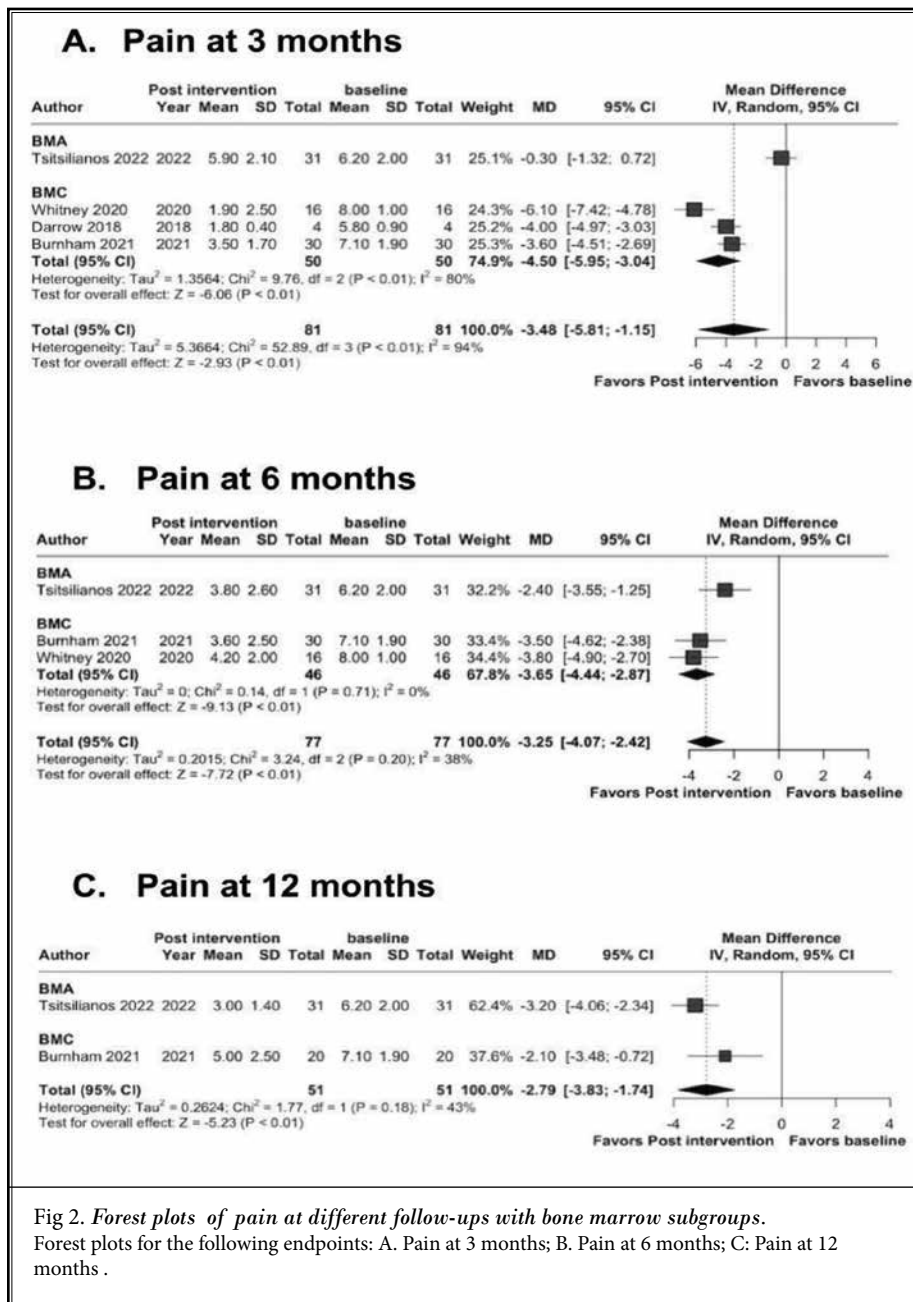 A. Pain at 3 months
Post intervention baseline Mean Difference
Author Year Mean SD Total Mean SD Total Weight MD 95% CI IV, Random, 95% CI
BMA
Tsitsilianos 2022 2022 5.90 2.10 31 6.20 2.00 31 25.1% -0.30 [-1.32; 0.72]
BMC
Whitney 2020 2020 1.90 2.50 16 8.00 1.00 16 24.3% -6.10 [-7.42; -4.78]
Darrow 2018 2018 1.80 0.40 4 5.80 0.90 4 25.2% -4.00 [-4.97; -3.03]
Burnham 2021 2021 3.50 1.70 30 7.10 1.90 30 25.3% -3.60 [-4.51; -2.69]
Total (95% CI) 50 50 74.9% -4.50 [-5.95; -3.04]
Heterogeneity: Tau² = 1.3564; Chi² = 9.76, df = 2 (P < 0.01); I² = 80%
Test for overall effect: Z = -6.06 (P < 0.01)
Total (95% CI) 81 81 100.0% -3.48 [-5.81; -1.15]
Heterogeneity: Tau² = 5.3664; Chi² = 52.89, df = 3 (P < 0.01); I² = 94%
Test for overall effect: Z = -2.93 (P < 0.01)
-6 -4 -2 0 2 4 6
Favors Post intervention Favors baseline
B. Pain at 6 months
Post intervention baseline Mean Difference
Author Year Mean SD Total Mean SD Total Weight MD 95% CI IV, Random, 95% CI
BMA
Tsitsilianos 2022 2022 3.80 2.60 31 6.20 2.00 31 32.2% -2.40 [-3.55; -1.25]
BMC
Burnham 2021 2021 3.60 2.50 30 7.10 1.90 30 33.4% -3.50 [-4.62; -2.38]
Whitney 2020 2020 4.20 2.00 16 8.00 1.00 16 34.4% -3.80 [-4.90; -2.70]
Total (95% CI) 46 46 67.8% -3.65 [-4.44; -2.87]
Heterogeneity: Tau² = 0; Chi² = 0.14, df = 1 (P = 0.71); I² = 0%
Test for overall effect: Z = -9.13 (P < 0.01)
Total (95% CI) 77 77 100.0% -3.25 [-4.07; -2.42]
Heterogeneity: Tau² = 0.2015; Chi² = 3.24, df = 2 (P = 0.20); I² = 38%
Test for overall effect: Z = -7.72 (P < 0.01)
-4 -2 0 2 4
Favors Post intervention Favors baseline
C. Pain at 12 months
Post intervention baseline Mean Difference
Author Year Mean SD Total Mean SD Total Weight MD 95% CI IV, Random, 95% CI
BMA
Tsitsilianos 2022 2022 3.00 1.40 31 6.20 2.00 31 62.4% -3.20 [-4.06; -2.34]
BMC
Burnham 2021 2021 5.00 2.50 20 7.10 1.90 20 37.6% -2.10 [-3.48; -0.72]
Total (95% CI) 51 51 100.0% -2.79 [-3.83; -1.74]
Heterogeneity: Tau² = 0.2624; Chi² = 1.77, df = 1 (P = 0.18); I² = 43%
Test for overall effect: Z = -5.23 (P < 0.01)
-4 -2 0 2 4
Favors Post intervention Favors baseline
Fig 2. Forest plots of pain at different follow-ups with bone marrow subgroups.
Forest plots for the following endpoints: A. Pain at 3 months; B. Pain at 6 months; C: Pain at 12
months .